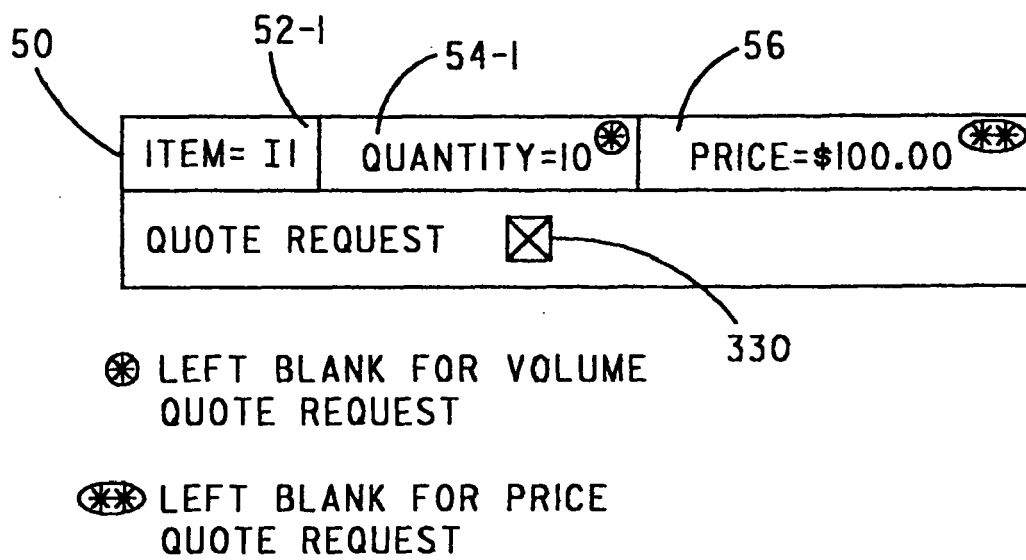 50 52-1 54-1 56
ITEM= I1 QUANTITY=10⊛ PRICE=$100.00(**)
QUOTE REQUEST ☒
330
⊛ LEFT BLANK FOR VOLUME
QUOTE REQUEST
(**) LEFT BLANK FOR PRICE
QUOTE REQUEST